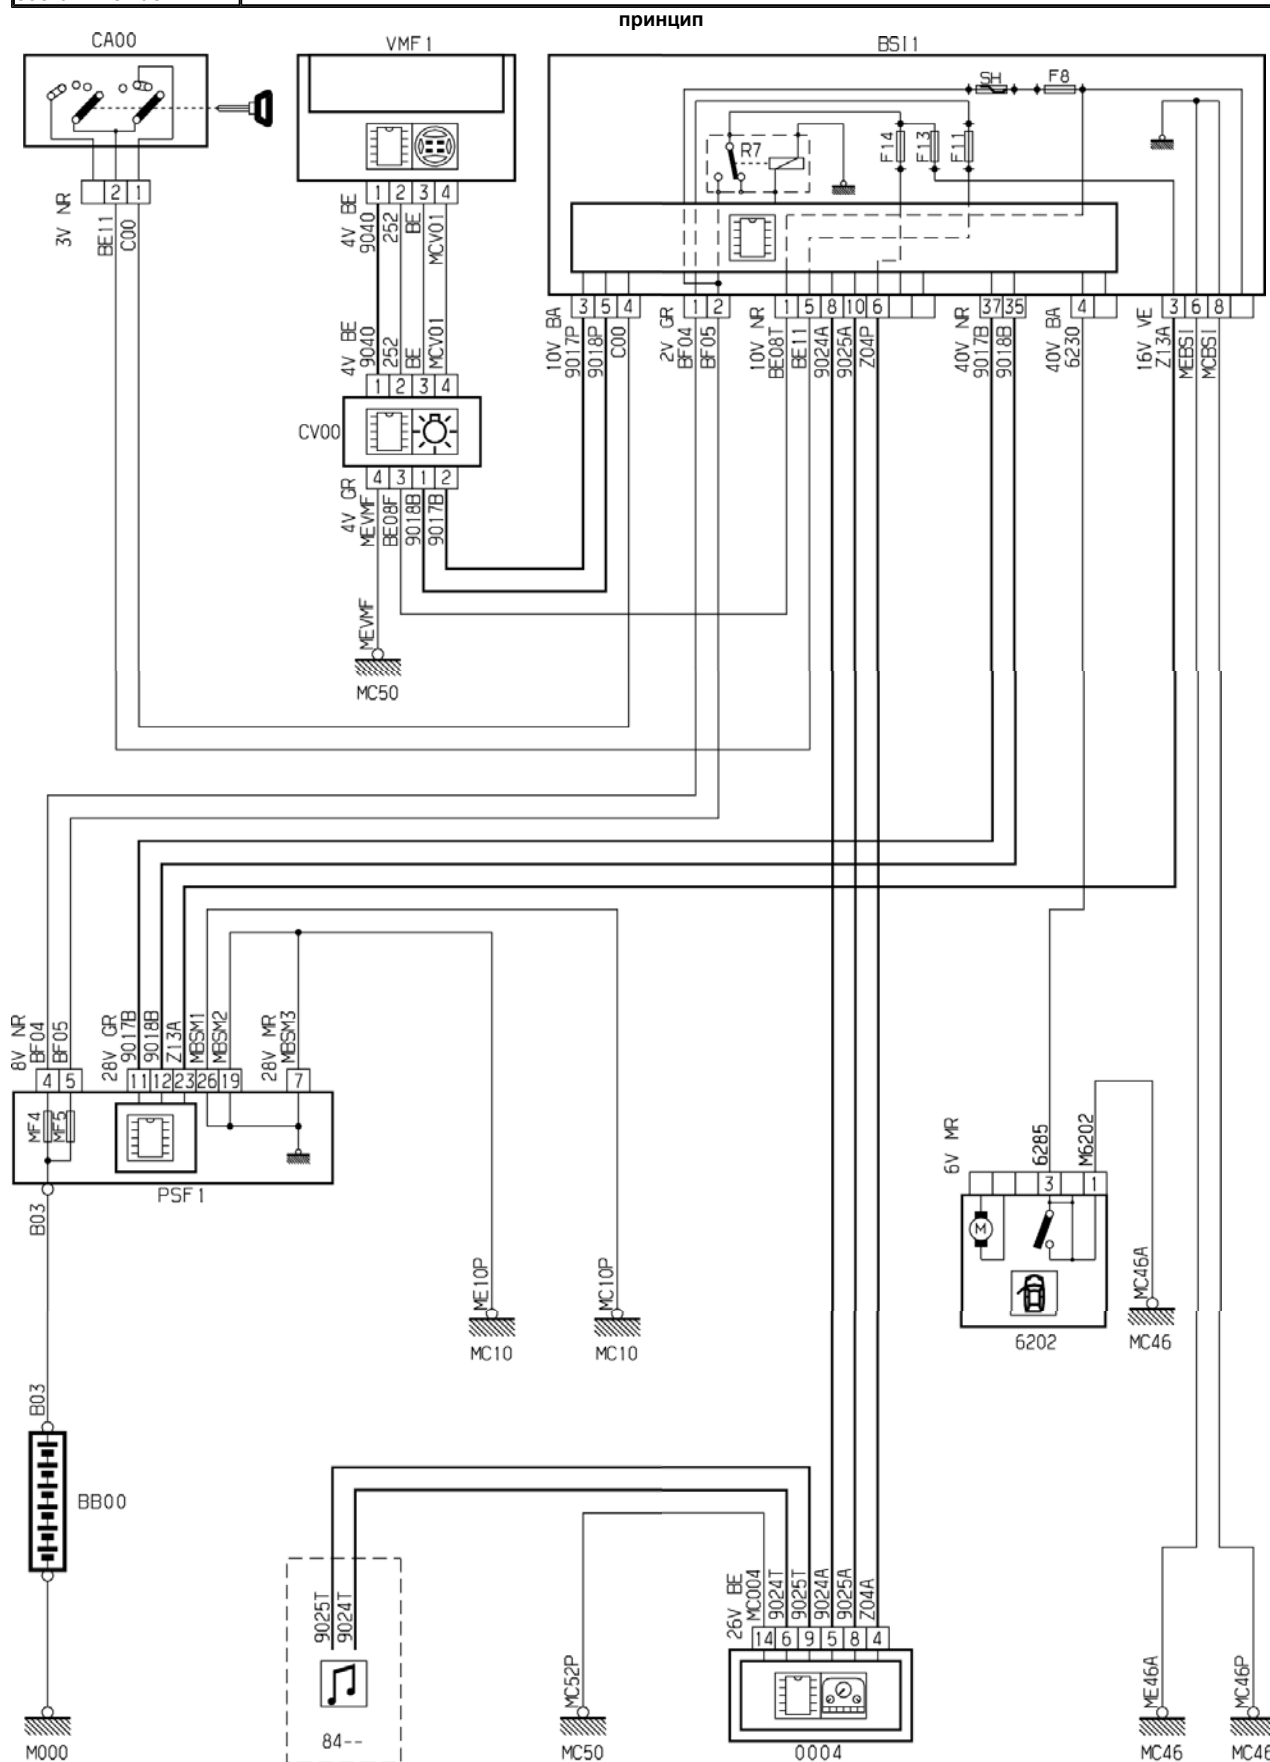 принцип
CA00
VMF1
BSI1
SH
F8
R7
F14
F13
F11
2 1
3V NR
BE11
C00
1 2 3 4
4V BE
9040
252
BE
MCV01
4V BE
9040
252
BE
MCV01
1 2 3 4
CV00
4 3 1 2
4V GR
MEVMF
BE08F
9018B
9017B
MEVMF
MC50
3 5 4
10V BA
9017P
9018P
C00
1 2
2V GR
BF04
BF05
1 5 8 10 6
10V NR
BE08T
BE11
9024A
9025A
Z04P
37 35
40V NR
9017B
9018B
4
40V BA
6230
3 6 8
16V VE
Z13A
MEBSI
MCBSI
8V NR
BF04
BF05
28V GR
9017B
9018B
Z13A
MBSM1
MBSM2
28V MR
MBSM3
4 5
11 12 23 26 19
7
MF4
MF5
PSF1
B03
B03
BB00
M000
ME10P
MC10
MC10P
MC10
6V MR
6285
M6202
3 1
M
6202
MC46A
MC46
9025T
9024T
84--
MC52P
MC50
26V BE
MC004
9024T
9025T
9024A
9025A
Z04A
14 6 9 5 8 4
0004
ME46A
MC46
MC46P
MC46